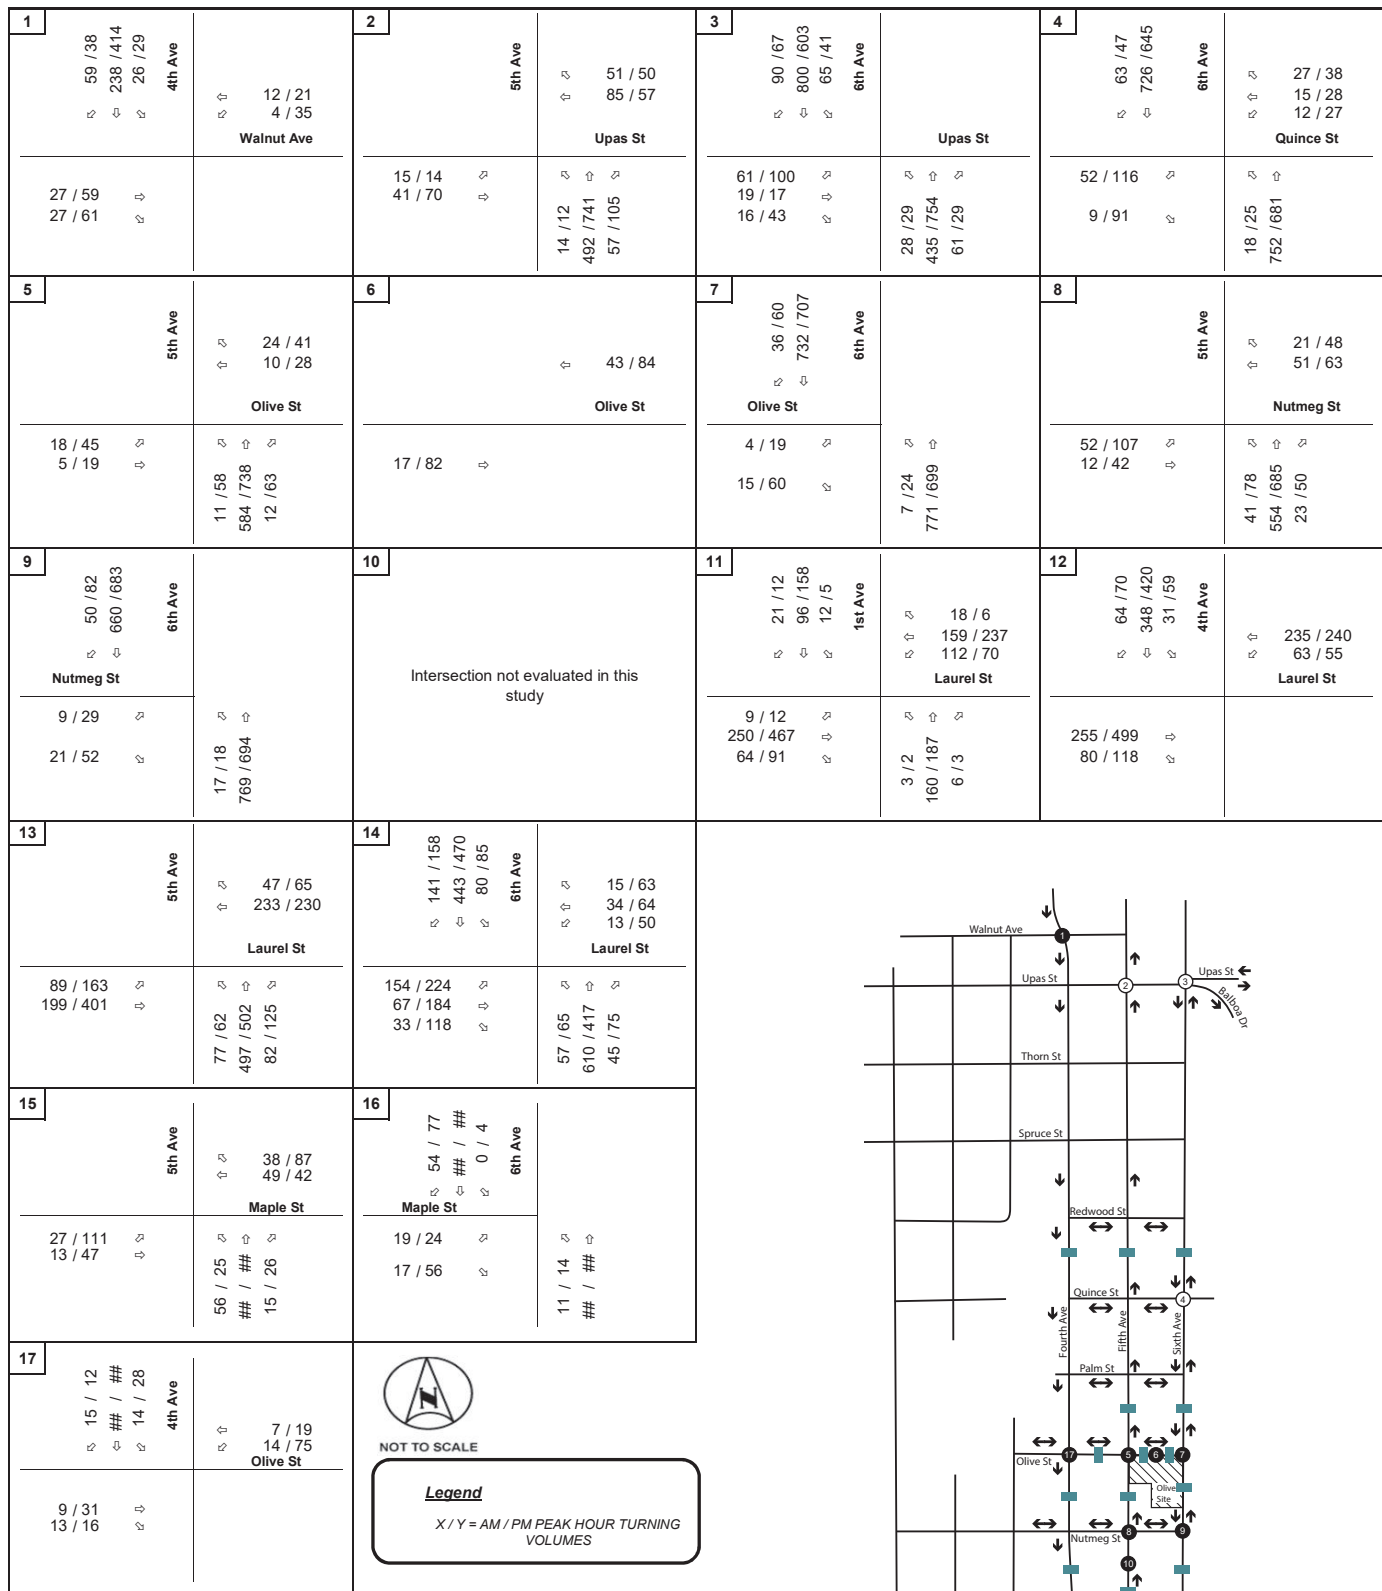 1
59 / 38
238 / 414
26 / 29
4th Ave
12 / 21
4 / 35
Walnut Ave
27 / 59
27 / 61
2
5th Ave
51 / 50
85 / 57
Upas St
15 / 14
41 / 70
14 / 12
492 / 741
57 / 105
3
90 / 67
800 / 603
65 / 41
6th Ave
Upas St
61 / 100
19 / 17
16 / 43
28 / 29
435 / 754
61 / 29
4
63 / 47
726 / 645
6th Ave
27 / 38
15 / 28
12 / 27
Quince St
52 / 116
9 / 91
18 / 25
752 / 681
5
5th Ave
24 / 41
10 / 28
Olive St
18 / 45
5 / 19
11 / 58
584 / 738
12 / 63
6
43 / 84
Olive St
17 / 82
7
36 / 60
732 / 707
6th Ave
Olive St
4 / 19
15 / 60
7 / 24
771 / 699
8
5th Ave
21 / 48
51 / 63
Nutmeg St
52 / 107
12 / 42
41 / 78
554 / 685
23 / 50
9
50 / 82
660 / 683
6th Ave
Nutmeg St
9 / 29
21 / 52
17 / 18
769 / 694
10
Intersection not evaluated in this
study
11
21 / 12
96 / 158
12 / 5
1st Ave
18 / 6
159 / 237
112 / 70
Laurel St
9 / 12
250 / 467
64 / 91
3 / 2
160 / 187
6 / 3
12
64 / 70
348 / 420
31 / 59
4th Ave
235 / 240
63 / 55
Laurel St
255 / 499
80 / 118
13
5th Ave
47 / 65
233 / 230
Laurel St
89 / 163
199 / 401
77 / 62
497 / 502
82 / 125
14
141 / 158
443 / 470
80 / 85
6th Ave
15 / 63
34 / 64
13 / 50
Laurel St
154 / 224
67 / 184
33 / 118
57 / 65
610 / 417
45 / 75
15
5th Ave
38 / 87
49 / 42
Maple St
27 / 111
13 / 47
56 / 25
## / ##
15 / 26
16
54 / 77
## / ##
0 / 4
6th Ave
Maple St
19 / 24
17 / 56
11 / 14
## / ##
17
15 / 12
## / ##
14 / 28
4th Ave
7 / 19
14 / 75
Olive St
9 / 31
13 / 16
N
NOT TO SCALE
Legend
X / Y = AM / PM PEAK HOUR TURNING
VOLUMES
Walnut Ave
1
Upas St
2
3
Upas St
Balboa Dr
Thorn St
Spruce St
Redwood St
Quince St
4
Fourth Ave
Fifth Ave
Sixth Ave
Palm St
Olive St
17
5
6
7
Olive
Site
Nutmeg St
8
9
10